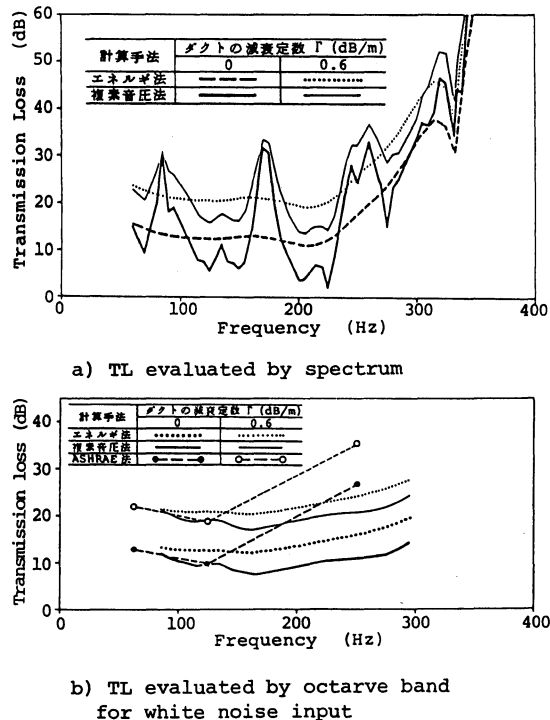 60
50
40
30
20
10
0
Transmission Loss (dB)
計算手法 ダクトの減衰定数 Γ (dB/m)
0 0.6
エネルギ法
複素音圧法
0 100 200 300 400
Frequency (Hz)
a) TL evaluated by spectrum
40
30
20
10
0
Transmission loss (dB)
計算手法 ダクトの減衰定数 Γ (dB/m)
0 0.6
エネルギ法
複素音圧法
ASHRAE法
0 100 200 300 400
Frequency (Hz)
b) TL evaluated by octarve band
for white noise input